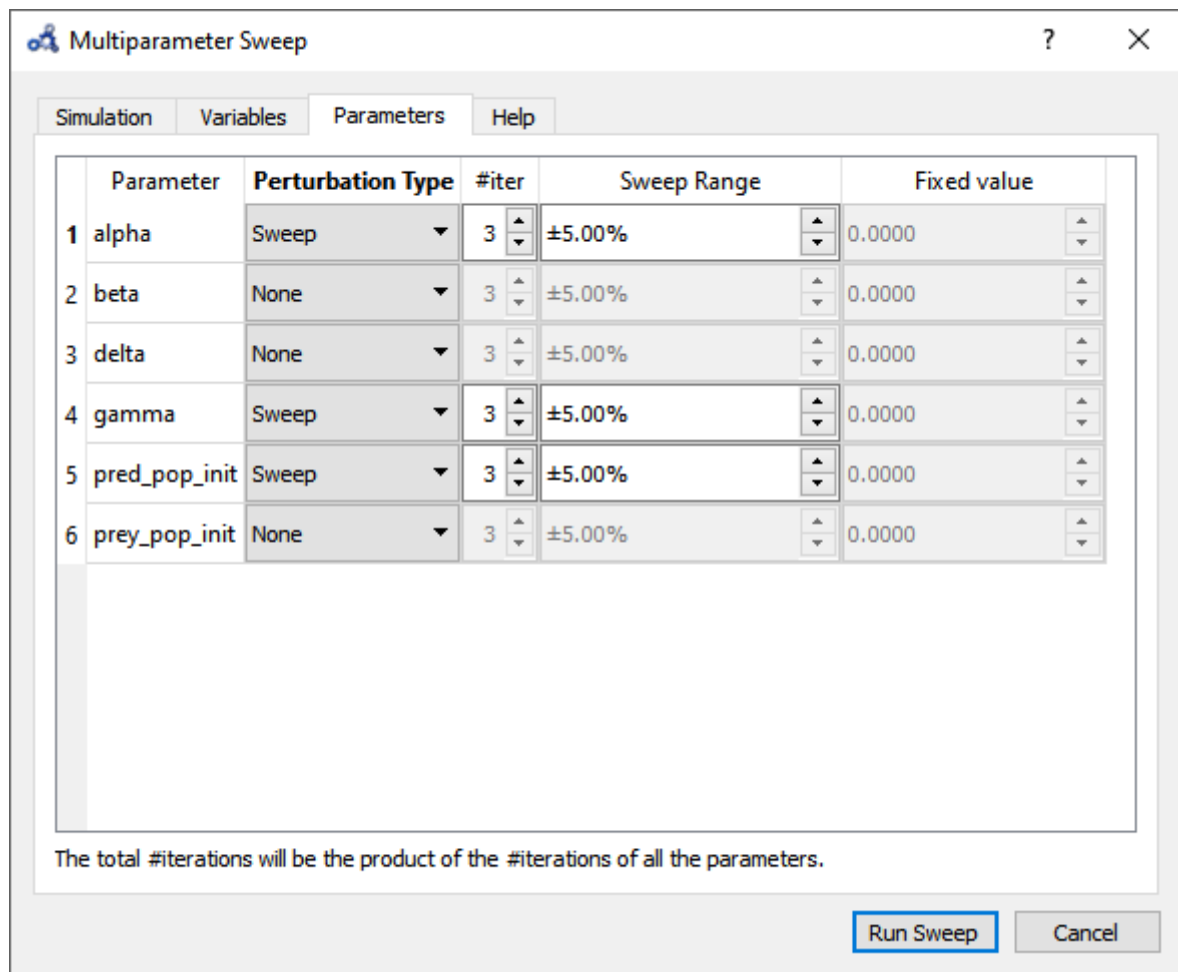 Multiparameter Sweep ?
Simulation Variables Parameters Help
Parameter Perturbation Type #iter Sweep Range Fixed value
1 alpha Sweep 3 ±5.00% 0.0000
2 beta None 3 ±5.00% 0.0000
3 delta None 3 ±5.00% 0.0000
4 gamma Sweep 3 ±5.00% 0.0000
5 pred_pop_init Sweep 3 ±5.00% 0.0000
6 prey_pop_init None 3 ±5.00% 0.0000
The total #iterations will be the product of the #iterations of all the parameters.
Run Sweep Cancel